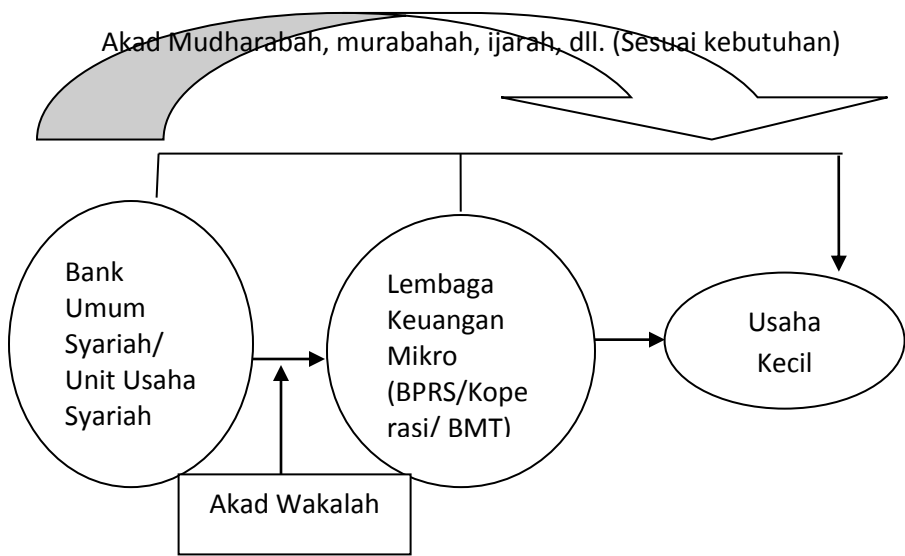 Akad Mudharabah, murabahah, ijarah, dll. (Sesuai kebutuhan)
Bank
Umum
Syariah/
Unit Usaha
Syariah
Lembaga
Keuangan
Mikro
(BPRS/Kope
rasi/ BMT)
Usaha
Kecil
Akad Wakalah